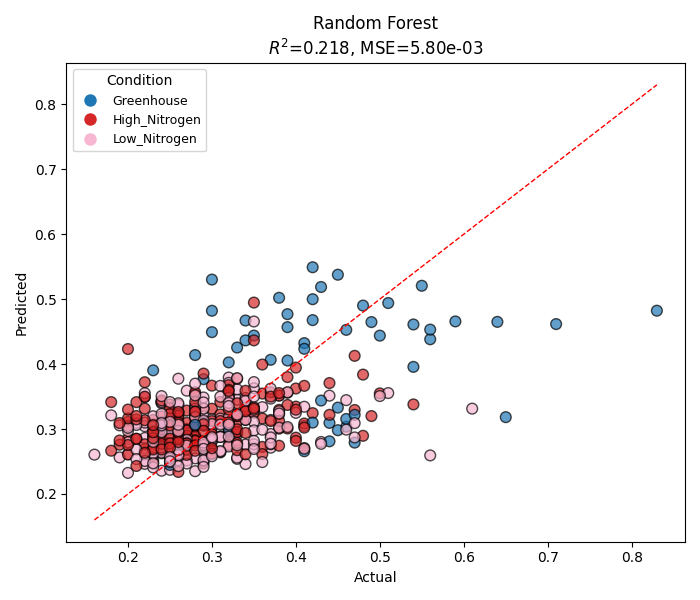 Random Forest
R²=0.218, MSE=5.80e-03
Condition
Greenhouse
High_Nitrogen
Low_Nitrogen
0.8
0.7
0.6
0.5
0.4
0.3
0.2
Predicted
0.2 0.3 0.4 0.5 0.6 0.7 0.8
Actual